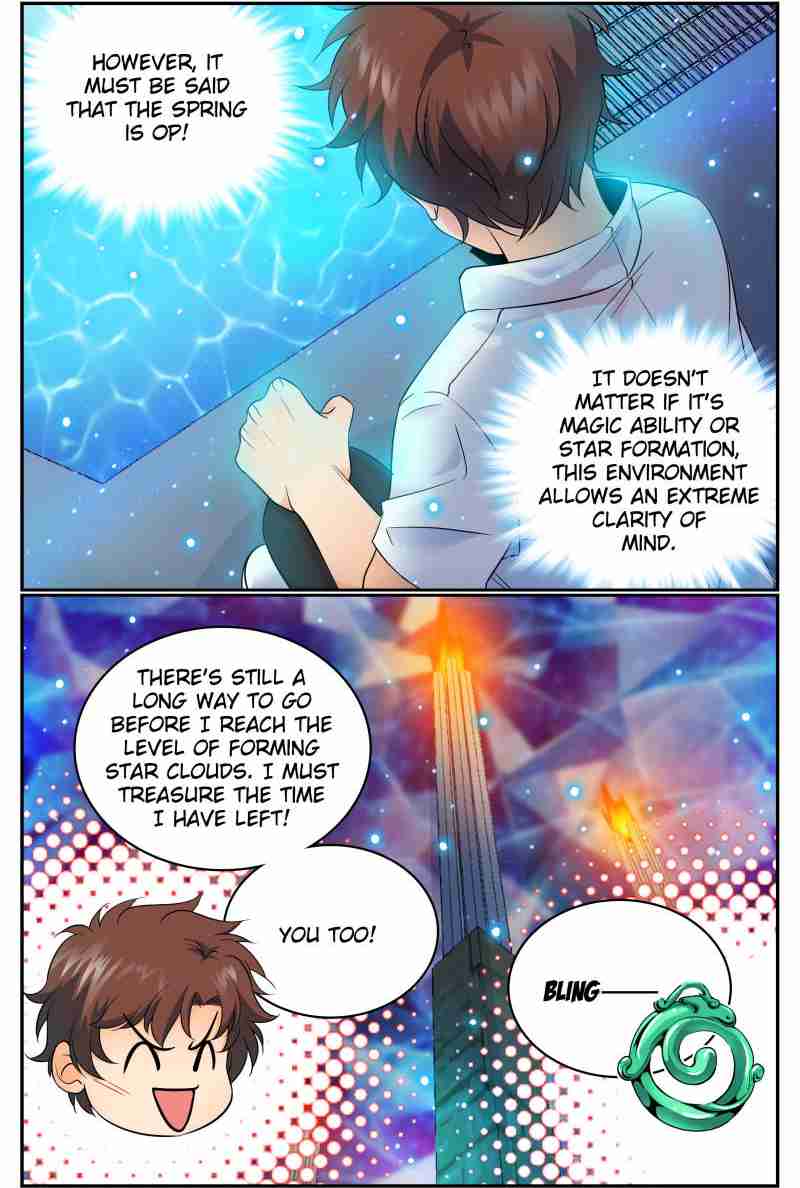 HOWEVER, IT
MUST BE SAID
THAT THE SPRING
IS OP!
IT DOESN'T
MATTER IF IT'S
MAGIC ABILITY OR
STAR FORMATION,
THIS ENVIRONMENT
ALLOWS AN EXTREME
CLARITY OF
MIND.
THERE'S STILL A
LONG WAY TO GO
BEFORE I REACH THE
LEVEL OF FORMING
STAR CLOUDS. I MUST
TREASURE THE TIME
I HAVE LEFT!
YOU TOO!
BLING——